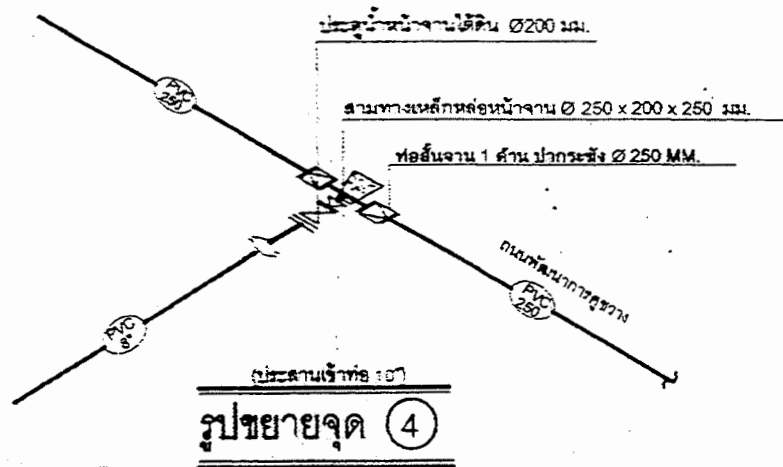 ประตูน้ำหน้าจานใต้ดิน Ø200 มม.
PVC 250
สามทางเหล็กหล่อหน้าจาน Ø 250 x 200 x 250 มม.
ท่อสั้นจาน 1 ด้าน ปากระฆัง Ø 250 MM.
ถนนพัฒนาการคูขวาง
PVC 250
PVC 8"
(ประสานเข้าท่อ 10")
รูปขยายจุด 4